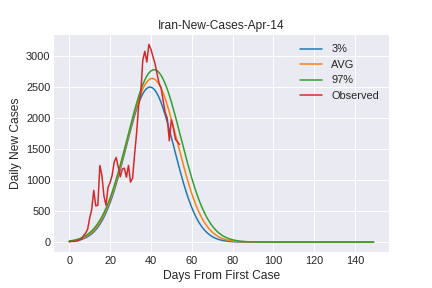 Iran-New-Cases-Apr-14
3%
AVG
97%
Observed
Daily New Cases
3000
2500
2000
1500
1000
500
0
0 20 40 60 80 100 120 140
Days From First Case